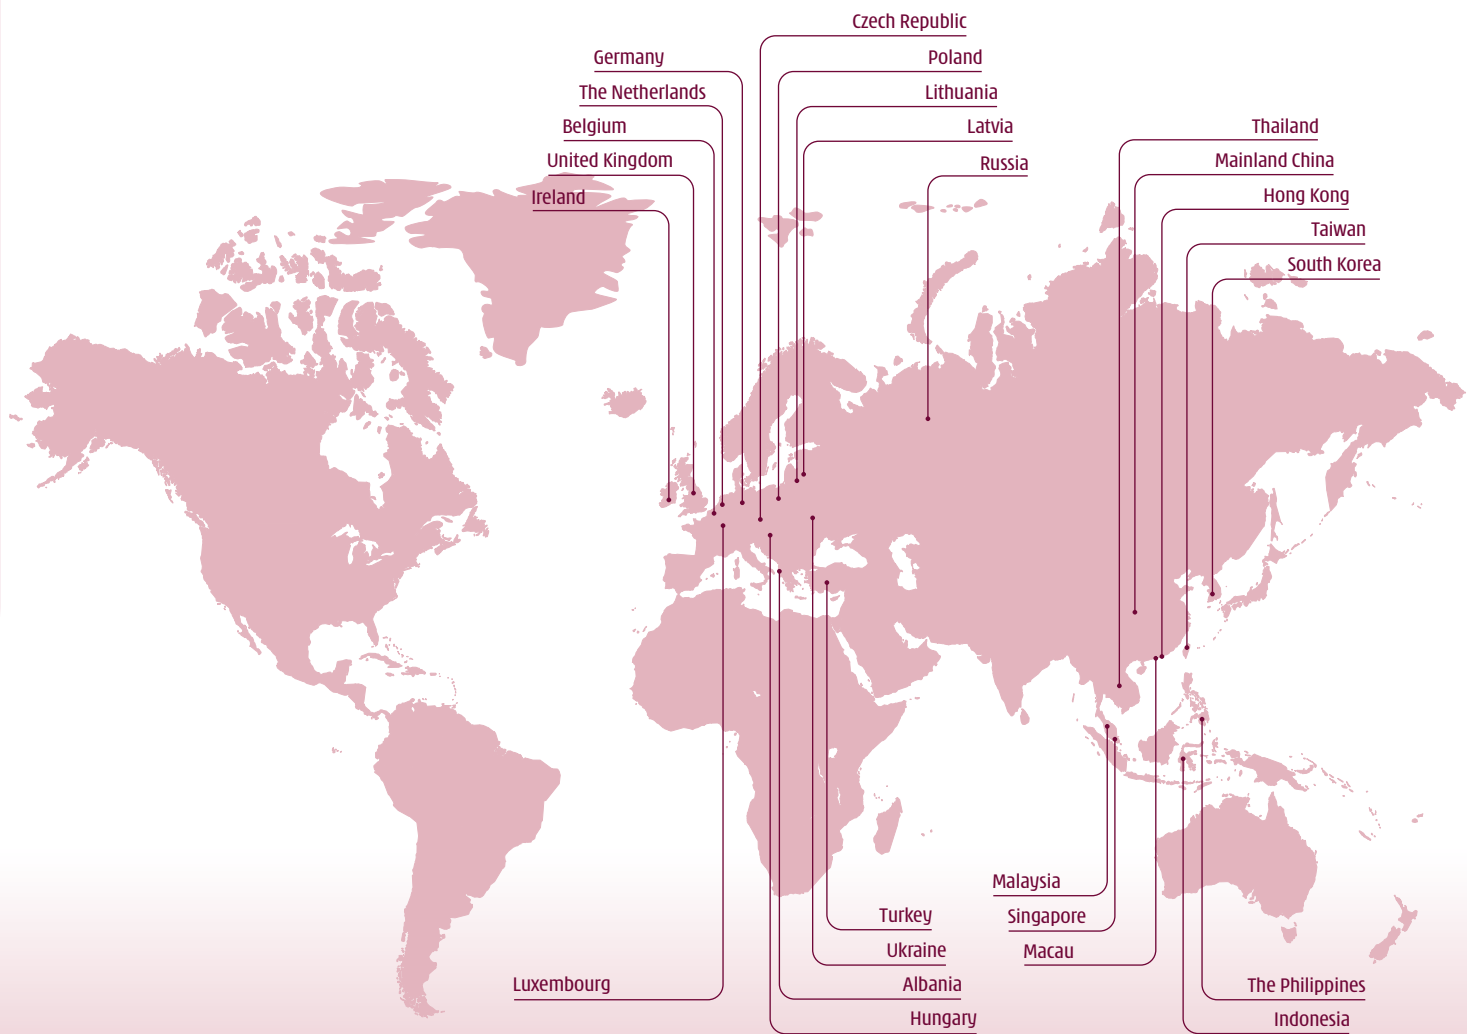 Czech Republic
Germany
Poland
The Netherlands
Lithuania
Belgium
Latvia
Thailand
United Kingdom
Russia
Mainland China
Ireland
Hong Kong
Taiwan
South Korea
Malaysia
Turkey
Singapore
Ukraine
Macau
Luxembourg
Albania
The Philippines
Hungary
Indonesia